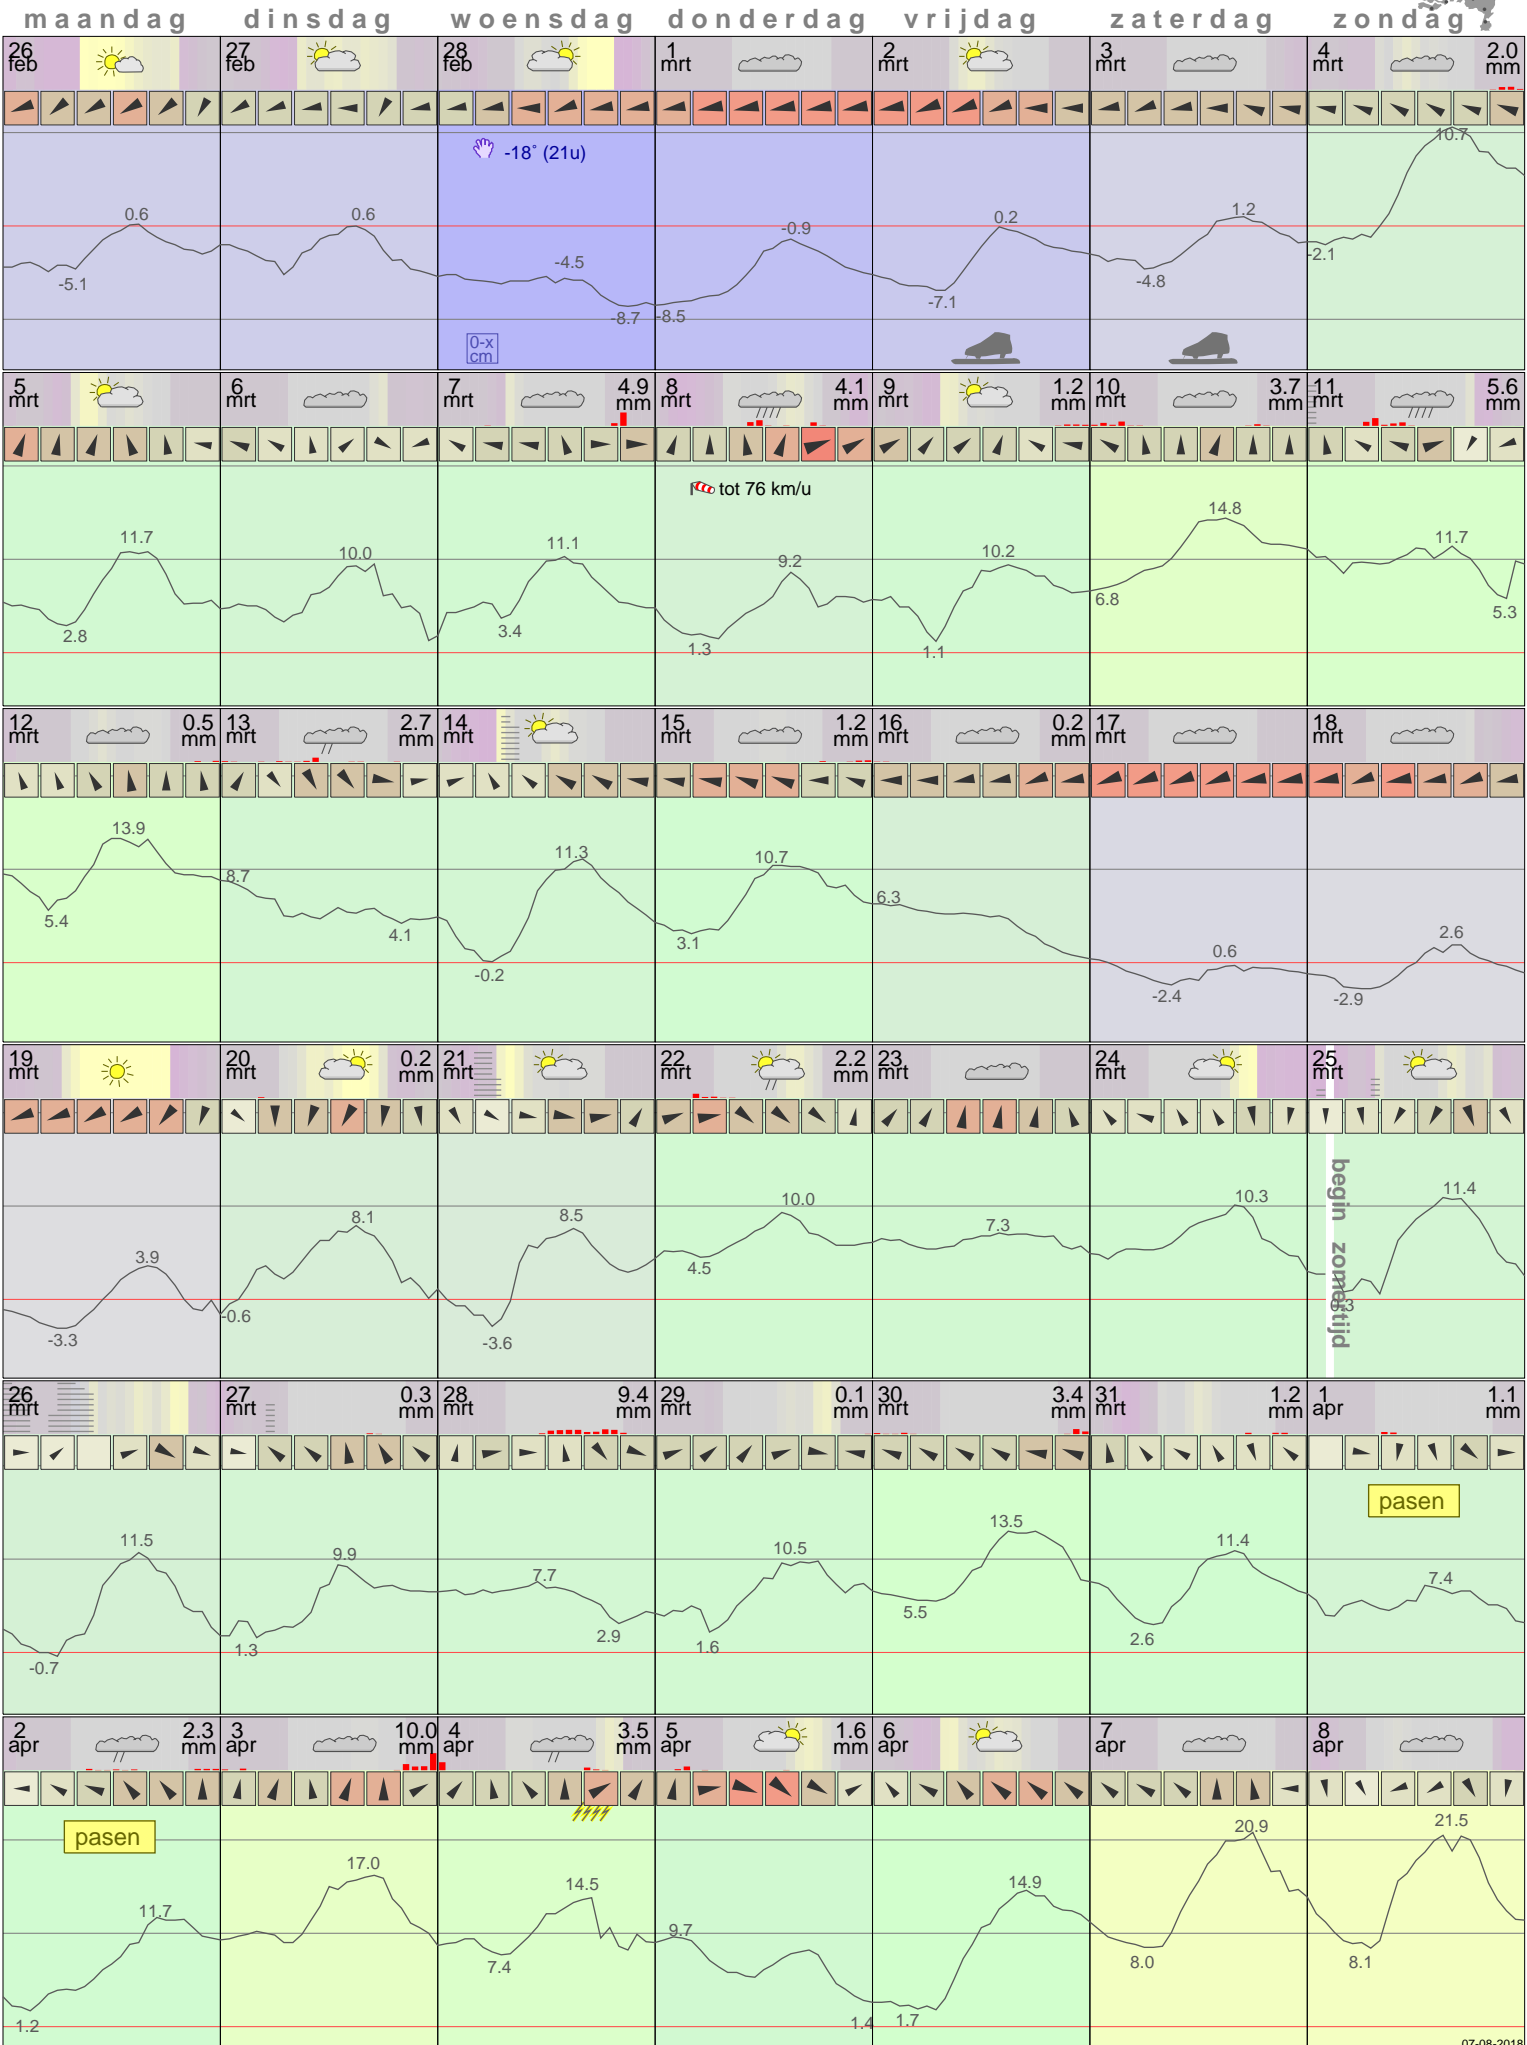 maandag dinsdag woensdag donderdag vrijdag zaterdag zondag
26 27 28 1 2 3 4 2.0
feb feb feb mrt mrt mrt mrt mm
-18° (21u)
10.7
0.6 0.6 -4.5 -0.9 0.2 1.2
-5.1 -8.7 -8.5 -7.1 -4.8 -2.1
0-x
cm
5 6 7 4.9 8 4.1 9 1.2 10 3.7 11 5.6
mrt mrt mrt mm mrt mm mrt mm mrt mm mrt mm
tot 76 km/u
11.7 10.0 11.1 9.2 10.2 14.8 11.7
2.8 3.4 1.3 1.1 6.8 5.3
12 0.5 13 2.7 14 15 1.2 16 0.2 17 18
mrt mm mrt mm mrt mrt mm mrt mm mrt mrt
13.9 8.7 11.3 10.7 6.3 0.6 2.6
5.4 4.1 -0.2 3.1 -2.4 -2.9
19 20 0.2 21 22 2.2 23 24 25
mrt mrt mm mrt mrt mm mrt mrt mrt
begin zomertijd
3.9 8.1 8.5 10.0 7.3 10.3 11.4
-3.3 -0.6 -3.6 4.5 0.3
26 27 0.3 28 9.4 29 0.1 30 3.4 31 1.2 1 1.1
mrt mrt mm mrt mm mrt mm mrt mm mrt mm apr mm
pasen
11.5 9.9 7.7 10.5 13.5 11.4 7.4
-0.7 1.3 2.9 1.6 5.5 2.6
2 2.3 3 10.0 4 3.5 5 1.6 6 7 8
apr mm apr mm apr mm apr mm apr apr apr
pasen
11.7 17.0 14.5 9.7 14.9 20.9 21.5
1.2 7.4 1.4 1.7 8.0 8.1
07-08-2018